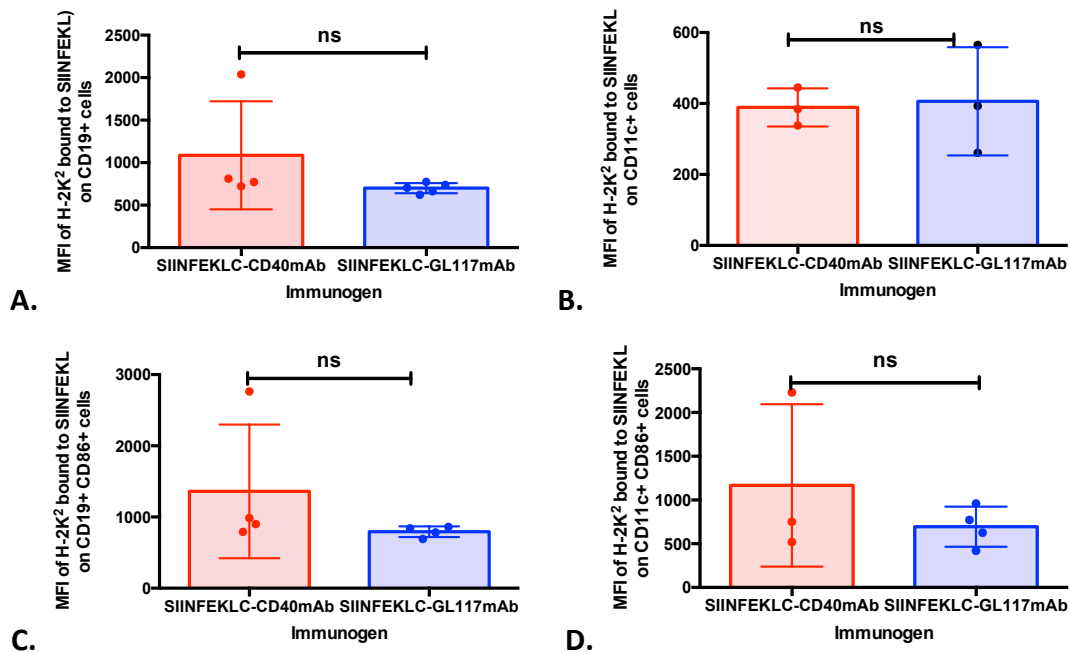 MFI of H-2K² bound to SIINFEKL)
on CD19+ cells
2500
2000
1500
1000
500
0
ns
SIINFEKLC-CD40mAb SIINFEKLC-GL117mAb
Immunogen
A.
MFI of H-2K² bound to SIINFEKL
on CD11c+ cells
600
400
200
0
ns
SIINFEKLC-CD40mAb SIINFEKLC-GL117mAb
Immunogen
B.
MFI of H-2K² bound to SIINFEKL
on CD19+ CD86+ cells
3000
2000
1000
0
ns
SIINFEKLC-CD40mAb SIINFEKLC-GL117mAb
Immunogen
C.
MFI of H-2K² bound to SIINFEKL
on CD11c+ CD86+ cells
2500
2000
1500
1000
500
0
ns
SIINFEKLC-CD40mAb SIINFEKLC-GL117mAb
Immunogen
D.